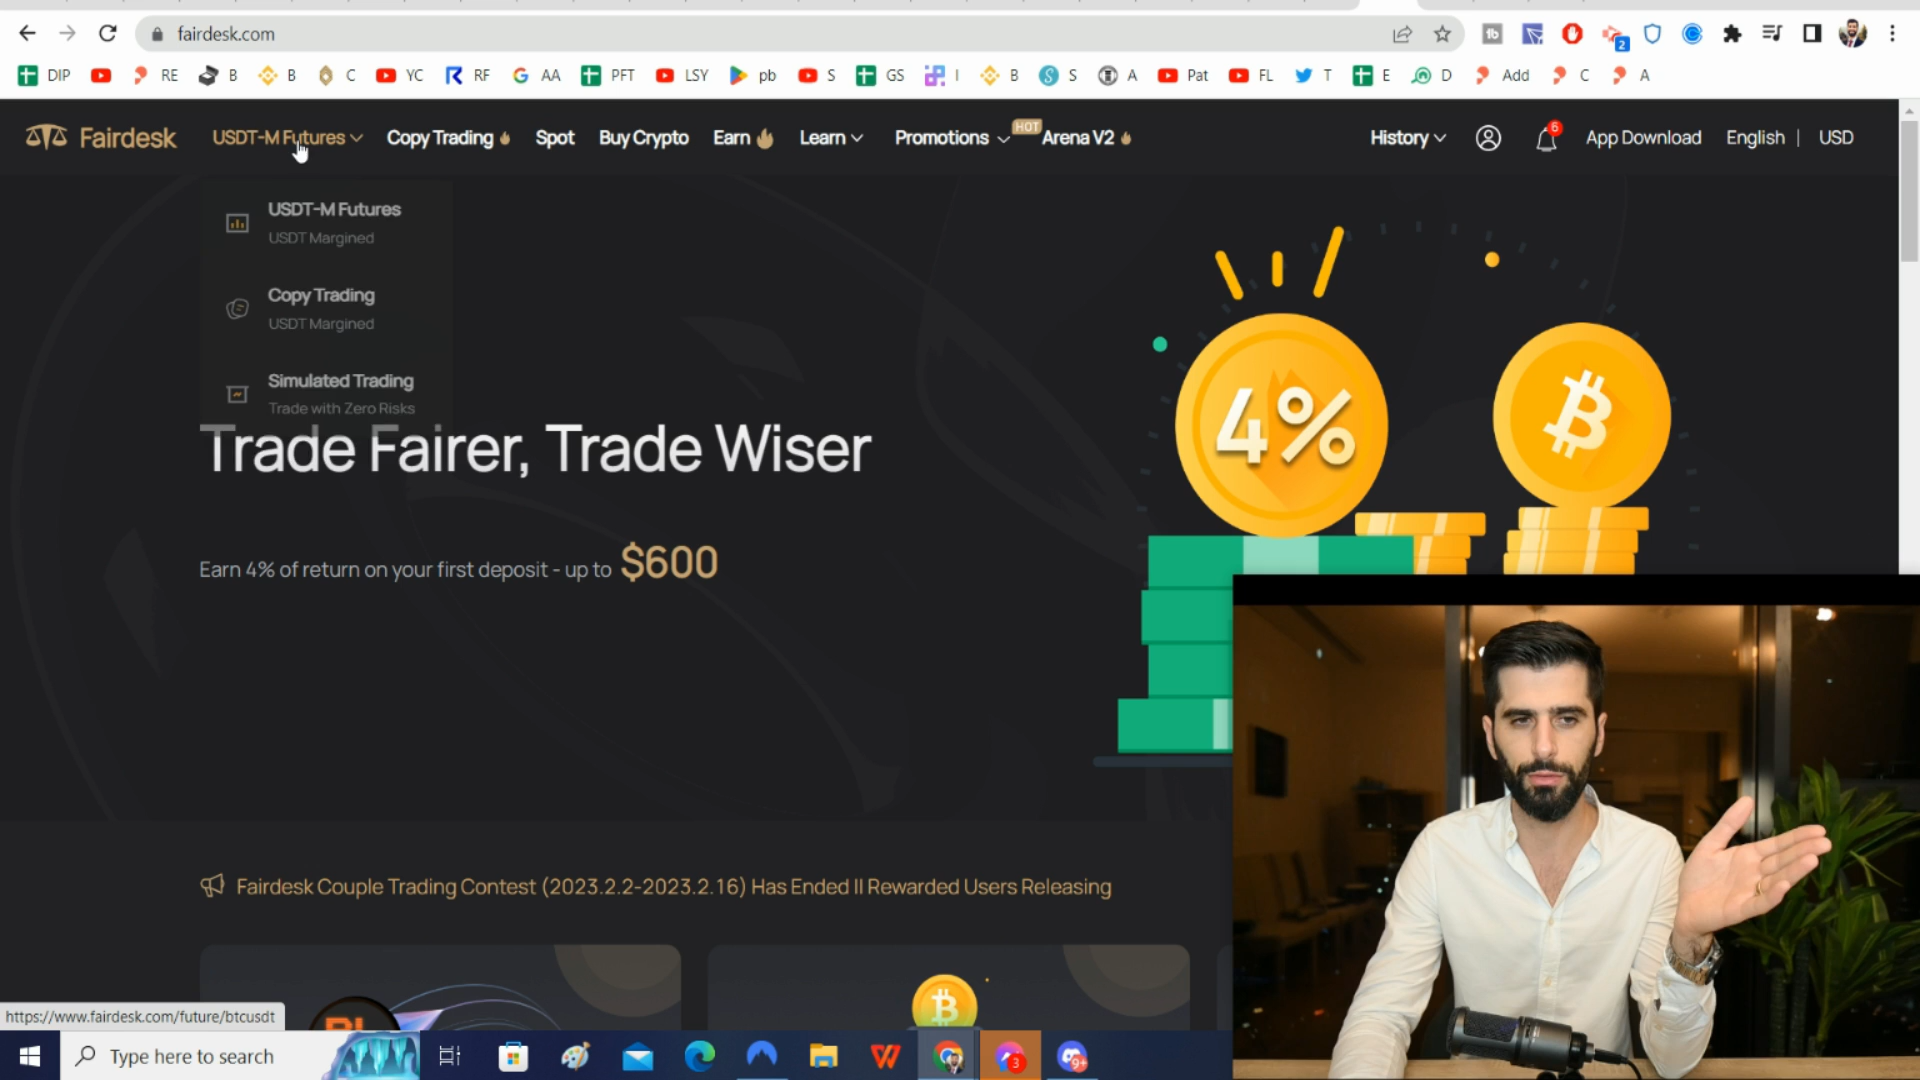 fairdesk.com
2
DIP RE B B C YC RF AA PFT LSY pb S GS I B S A Pat FL T E D Add C A
Fairdesk USDT-M Futures Copy Trading Spot Buy Crypto Earn Learn Promotions HOT Arena V2 History 6 App Download English | USD
USDT-M Futures
USDT Margined
Copy Trading
USDT Margined
Simulated Trading
Trade with Zero Risks
Trade Fairer, Trade Wiser
4%
Earn 4% of return on your first deposit - up to $600
Fairdesk Couple Trading Contest (2023.2.2-2023.2.16) Has Ended II Rewarded Users Releasing
https://www.fairdesk.com/future/btcusdt
Type here to search
3
9+